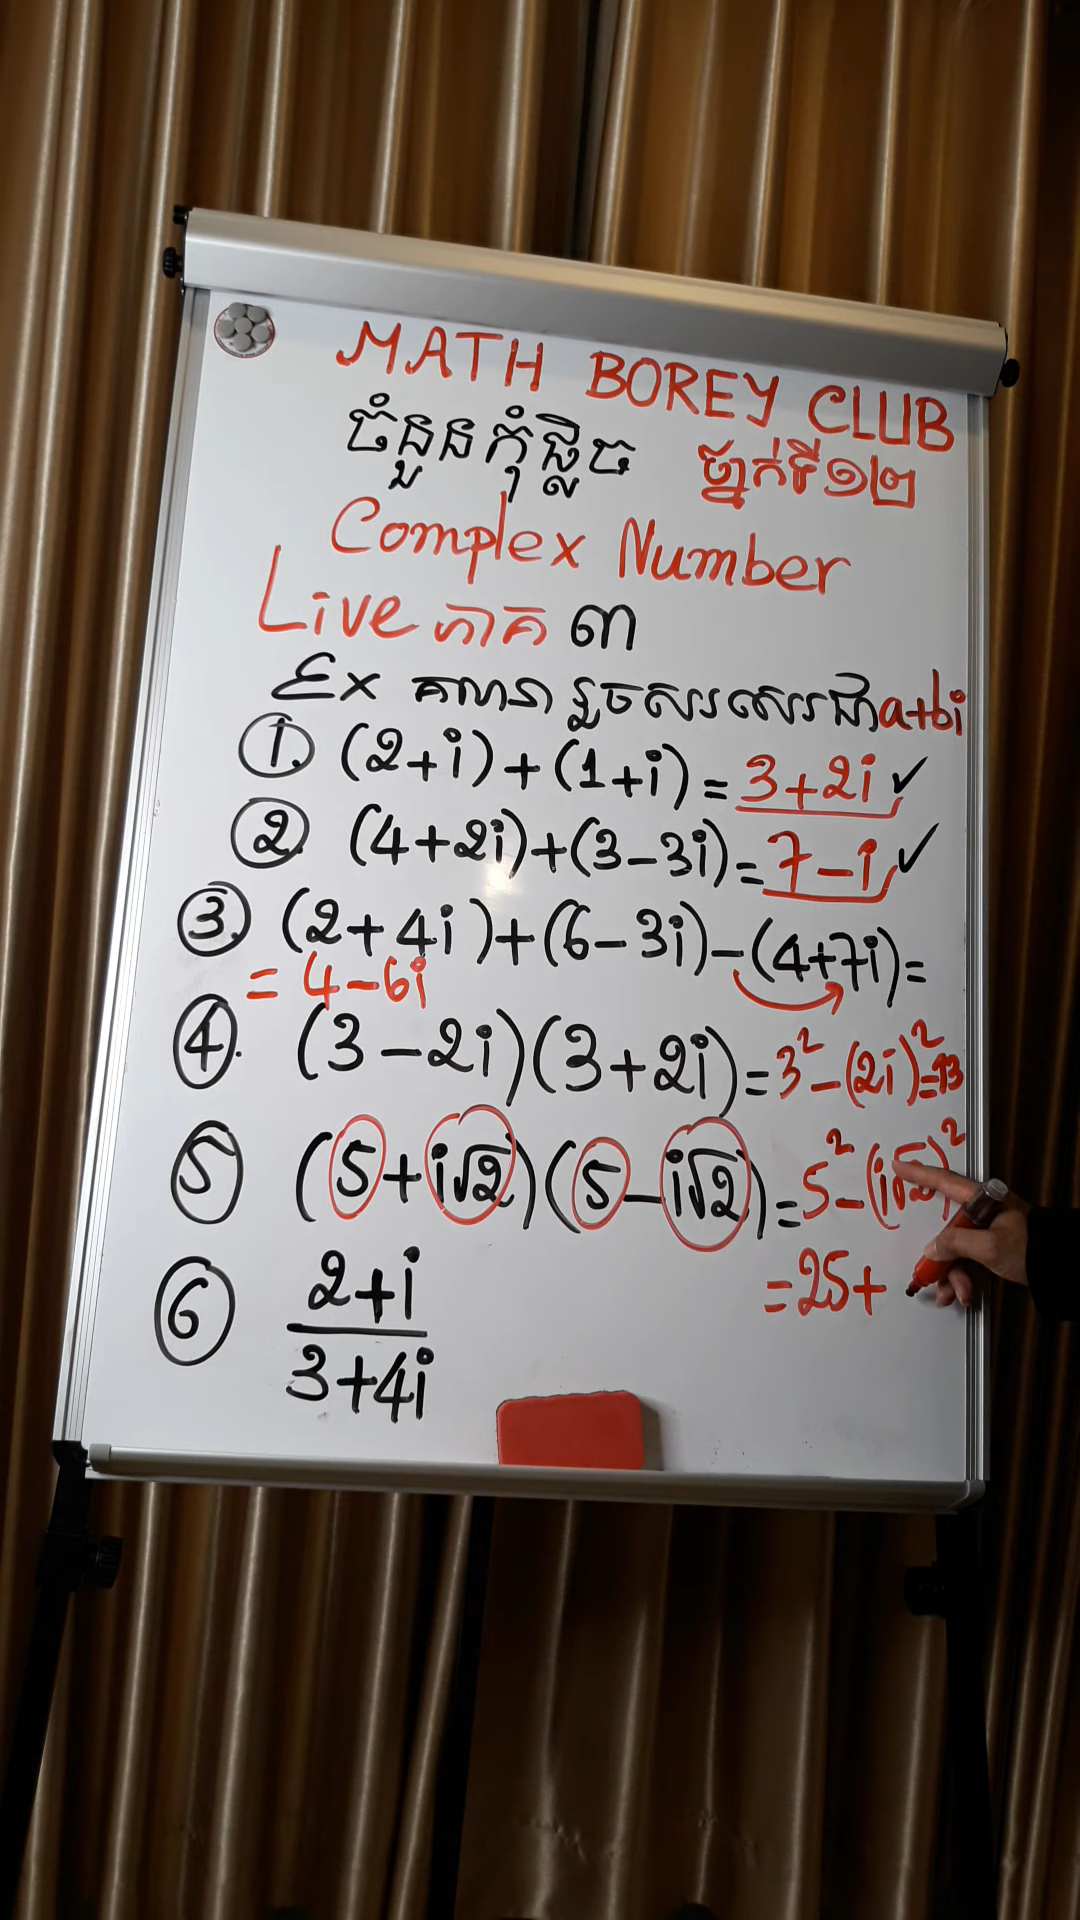 MATH BOREY CLUB
ចំនួនកុំផ្លិច ថ្នាក់ទី១២
Complex Number
Live ភាគ ៣
Ex គណនា រួចសរសេរជា a+bi
1. (2+i)+(1+i)= 3+2i ✓
2. (4+2i)+(3-3i)= 7-i ✓
3. (2+4i)+(6-3i)-(4+7i)=
= 4-6i
4. (3-2i)(3+2i)=3²-(2i)²=13
5 (5+i√2)(5-i√2)=5²-(i√2)²
=25+
6 2+i
3+4i